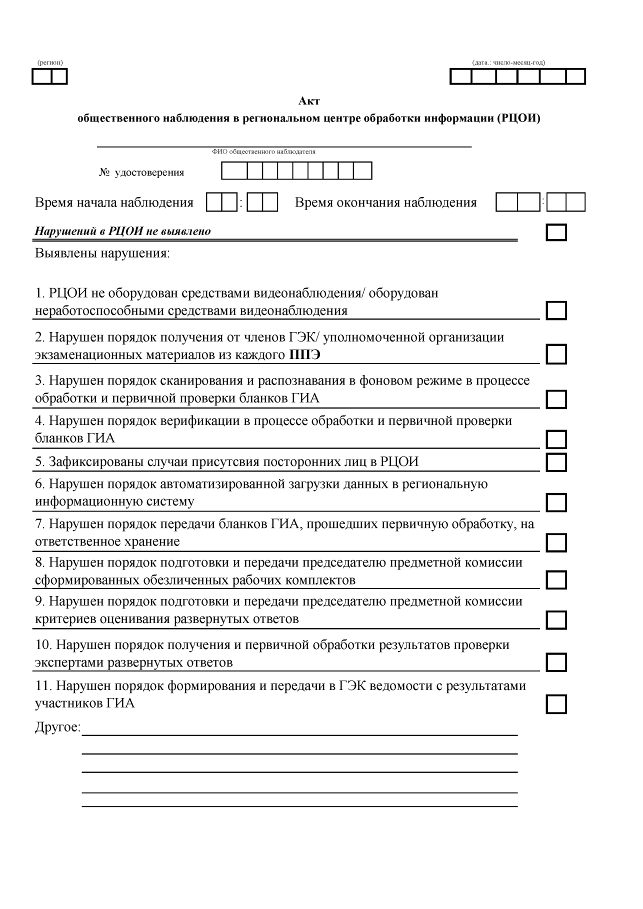 (регион)
(дата.: число-месяц-год)
Акт
общественного наблюдения в региональном центре обработки информации (РЦОИ)
ФИО общественного наблюдателя
№ удостоверения
Время начала наблюдения : Время окончания наблюдения :
Нарушений в РЦОИ не выявлено
Выявлены нарушения:
1. РЦОИ не оборудован средствами видеонаблюдения/ оборудован
неработоспособными средствами видеонаблюдения
2. Нарушен порядок получения от членов ГЭК/ уполномоченной организации
экзаменационных материалов из каждого ППЭ
3. Нарушен порядок сканирования и распознавания в фоновом режиме в процессе
обработки и первичной проверки бланков ГИА
4. Нарушен порядок верификации в процессе обработки и первичной проверки
бланков ГИА
5. Зафиксированы случаи присутсвия посторонних лиц в РЦОИ
6. Нарушен порядок автоматизированной загрузки данных в региональную
информационную систему
7. Нарушен порядок передачи бланков ГИА, прошедших первичную обработку, на
ответственное хранение
8. Нарушен порядок подготовки и передачи председателю предметной комиссии
сформированных обезличенных рабочих комплектов
9. Нарушен порядок подготовки и передачи председателю предметной комиссии
критериев оценивания развернутых ответов
10. Нарушен порядок получения и первичной обработки результатов проверки
экспертами развернутых ответов
11. Нарушен порядок формирования и передачи в ГЭК ведомости с результатами
участников ГИА
Другое: